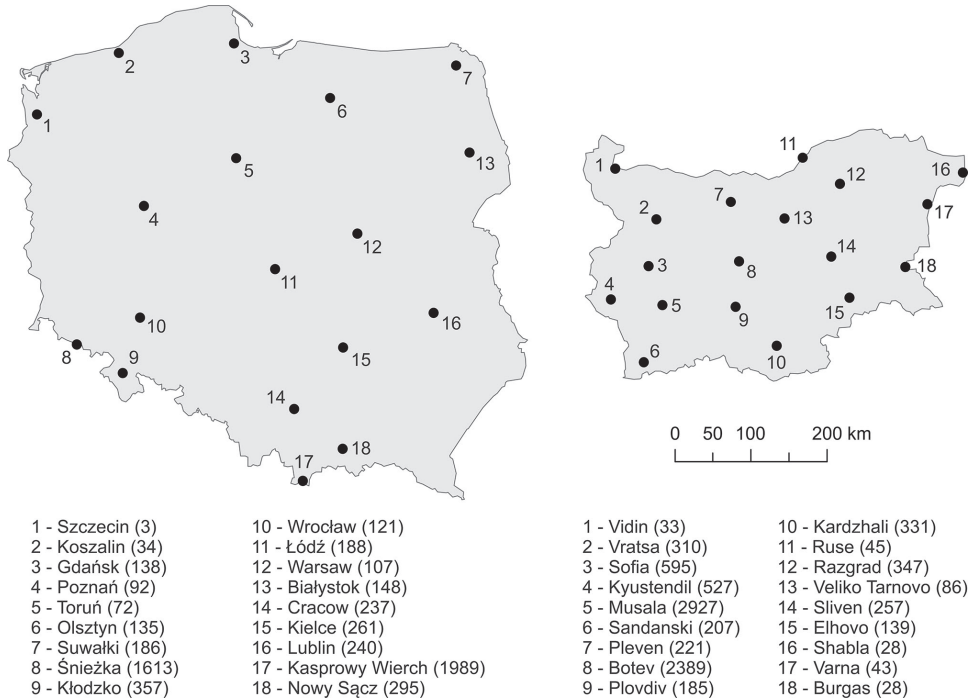 1
2
3
4
5
6
7
8
9
10
11
12
13
14
15
16
17
18
1
2
3
4
5
6
7
8
9
10
11
12
13
14
15
16
17
18
0 50 100 200 km
1 - Szczecin (3)
2 - Koszalin (34)
3 - Gdańsk (138)
4 - Poznań (92)
5 - Toruń (72)
6 - Olsztyn (135)
7 - Suwałki (186)
8 - Śnieżka (1613)
9 - Kłodzko (357)
10 - Wrocław (121)
11 - Łódź (188)
12 - Warsaw (107)
13 - Białystok (148)
14 - Cracow (237)
15 - Kielce (261)
16 - Lublin (240)
17 - Kasprowy Wierch (1989)
18 - Nowy Sącz (295)
1 - Vidin (33)
2 - Vratsa (310)
3 - Sofia (595)
4 - Kyustendil (527)
5 - Musala (2927)
6 - Sandanski (207)
7 - Pleven (221)
8 - Botev (2389)
9 - Plovdiv (185)
10 - Kardzhali (331)
11 - Ruse (45)
12 - Razgrad (347)
13 - Veliko Tarnovo (86)
14 - Sliven (257)
15 - Elhovo (139)
16 - Shabla (28)
17 - Varna (43)
18 - Burgas (28)